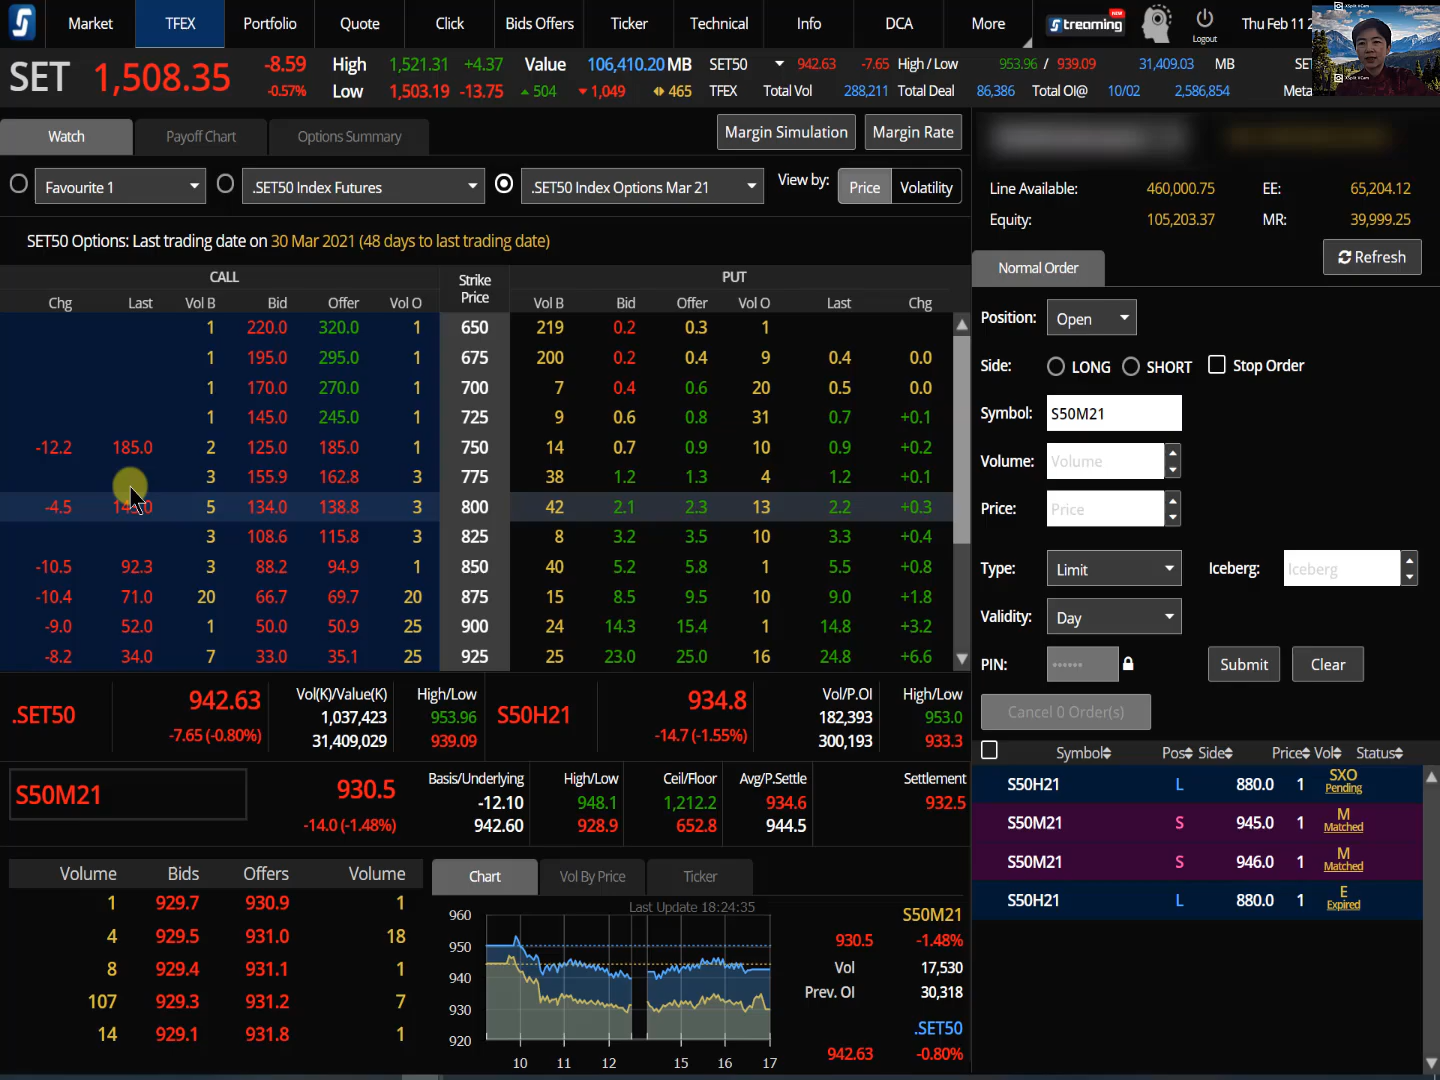 Market TFEX Portfolio Quote Click Bids Offers Ticker Technical Info DCA More Streaming NEW Logout Thu Feb 11 2
XSplit VCam
XSplit VCam
SET 1,508.35 -8.59 -0.57%
High 1,521.31 +4.37 Value 106,410.20 MB SET50 942.63 -7.65 High / Low 953.96 / 939.09 31,409.03 MB SE
Low 1,503.19 -13.75 504 1,049 465 TFEX Total Vol 288,211 Total Deal 86,386 Total OI@ 10/02 2,586,854 Meta
Watch Payoff Chart Options Summary Margin Simulation Margin Rate
Favourite 1 .SET50 Index Futures .SET50 Index Options Mar 21 View by: Price Volatility
Line Available: 460,000.75 EE: 65,204.12
Equity: 105,203.37 MR: 39,999.25
SET50 Options: Last trading date on 30 Mar 2021 (48 days to last trading date)
Refresh
CALL Strike Price PUT
Chg Last Vol B Bid Offer Vol O Vol B Bid Offer Vol O Last Chg
1 220.0 320.0 1 650 219 0.2 0.3 1
1 195.0 295.0 1 675 200 0.2 0.4 9 0.4 0.0
1 170.0 270.0 1 700 7 0.4 0.6 20 0.5 0.0
1 145.0 245.0 1 725 9 0.6 0.8 31 0.7 +0.1
-12.2 185.0 2 125.0 185.0 1 750 14 0.7 0.9 10 0.9 +0.2
3 155.9 162.8 3 775 38 1.2 1.3 4 1.2 +0.1
-4.5 5 134.0 138.8 3 800 42 2.1 2.3 13 2.2 +0.3
3 108.6 115.8 3 825 8 3.2 3.5 10 3.3 +0.4
-10.5 92.3 3 88.2 94.9 1 850 40 5.2 5.8 1 5.5 +0.8
-10.4 71.0 20 66.7 69.7 20 875 15 8.5 9.5 10 9.0 +1.8
-9.0 52.0 1 50.0 50.9 25 900 24 14.3 15.4 1 14.8 +3.2
-8.2 34.0 7 33.0 35.1 25 925 25 23.0 25.0 16 24.8 +6.6
Normal Order
Position: Open
Side: LONG SHORT Stop Order
Symbol: S50M21
Volume: Volume
Price: Price
Type: Limit Iceberg: Iceberg
Validity: Day
PIN: •••••• Submit Clear
Cancel 0 Order(s)
Symbol Pos Side Price Vol Status
S50H21 L 880.0 1 SXO Pending
S50M21 S 945.0 1 M Matched
S50M21 S 946.0 1 M Matched
S50H21 L 880.0 1 E Expired
.SET50 942.63 -7.65 (-0.80%)
Vol(K)/Value(K) 1,037,423 31,409,029
High/Low 953.96 939.09
S50H21 934.8 -14.7 (-1.55%)
Vol/P.OI 182,393 300,193
High/Low 953.0 933.3
S50M21 930.5 -14.0 (-1.48%)
Basis/Underlying -12.10 942.60
High/Low 948.1 928.9
Ceil/Floor 1,212.2 652.8
Avg/P.Settle 934.6 944.5
Settlement 932.5
Volume Bids Offers Volume
1 929.7 930.9 1
4 929.5 931.0 18
8 929.4 931.1 1
107 929.3 931.2 7
14 929.1 931.8 1
Chart Vol By Price Ticker
Last Update 18:24:35
960
950
940
930
920
10 11 12 15 16 17
S50M21
930.5 -1.48%
Vol 17,530
Prev. OI 30,318
.SET50
942.63 -0.80%